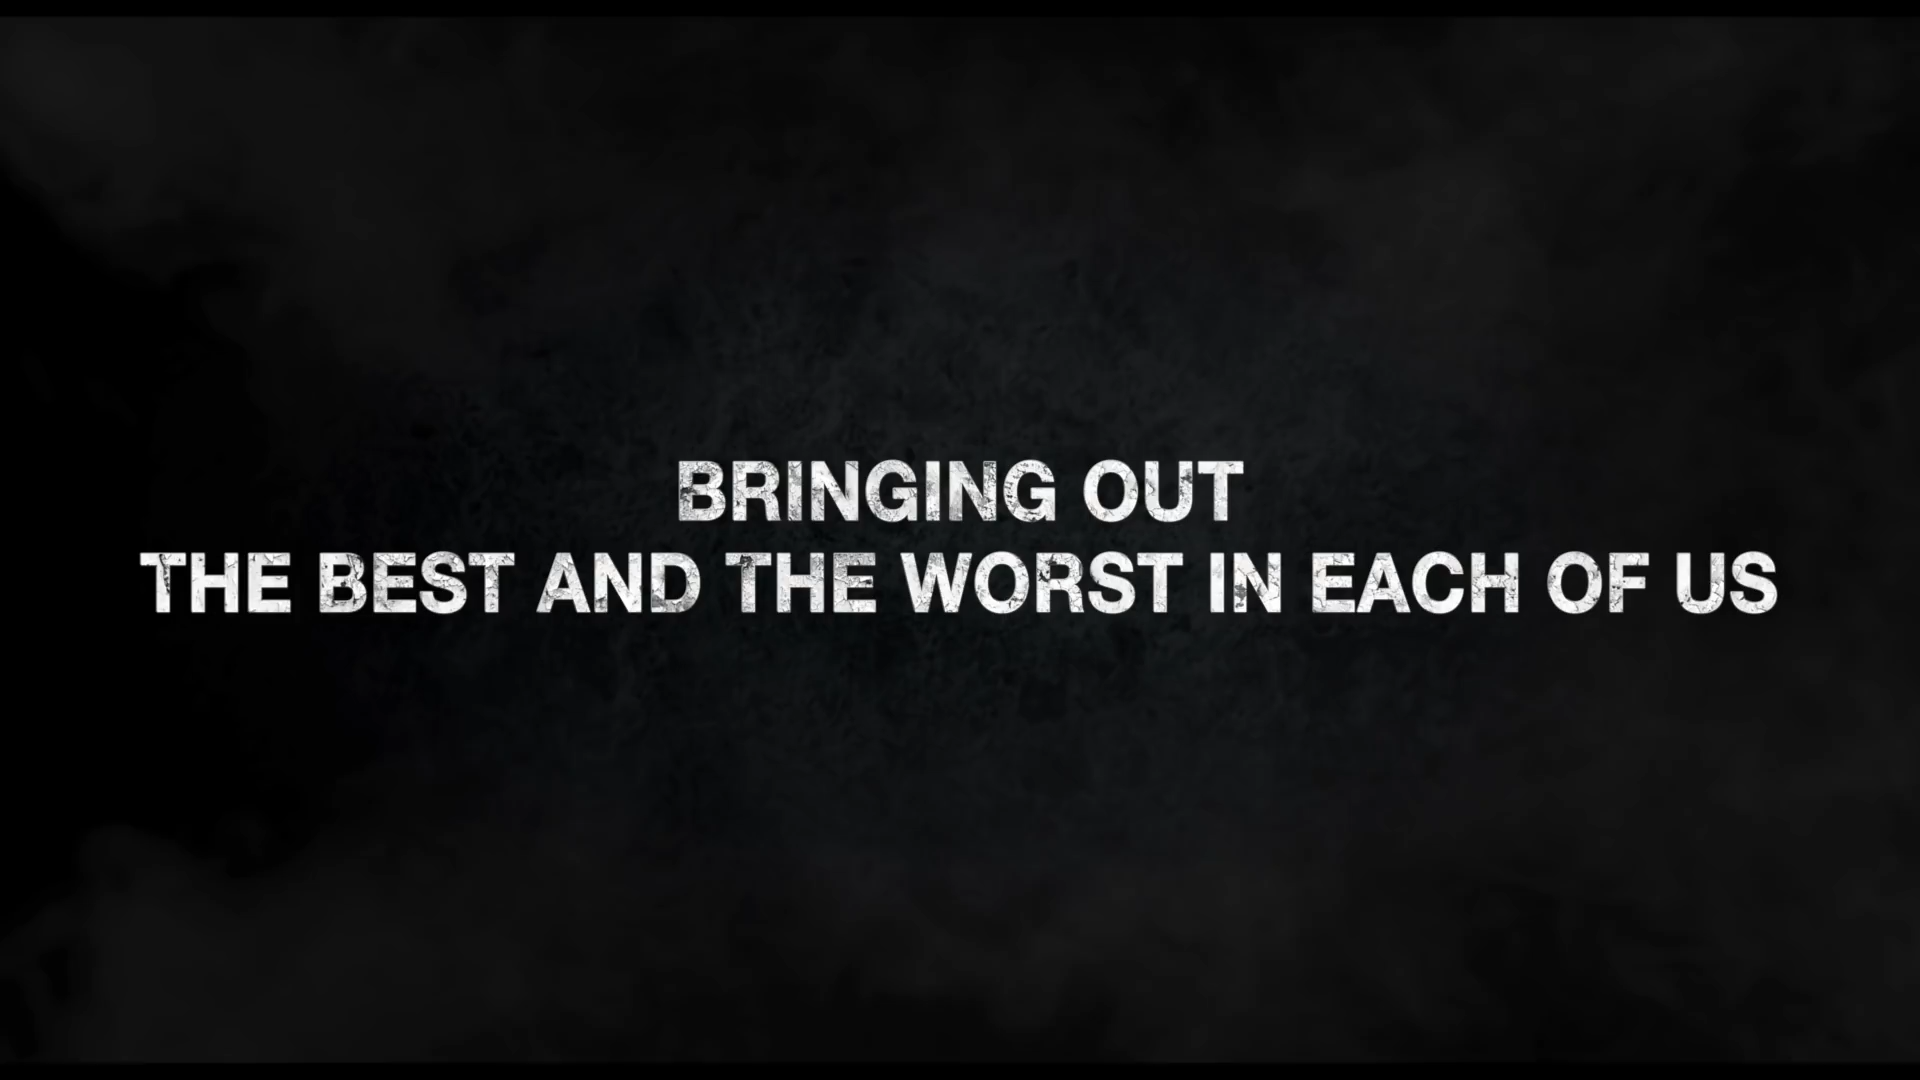 BRINGING OUT
THE BEST AND THE WORST IN EACH OF US